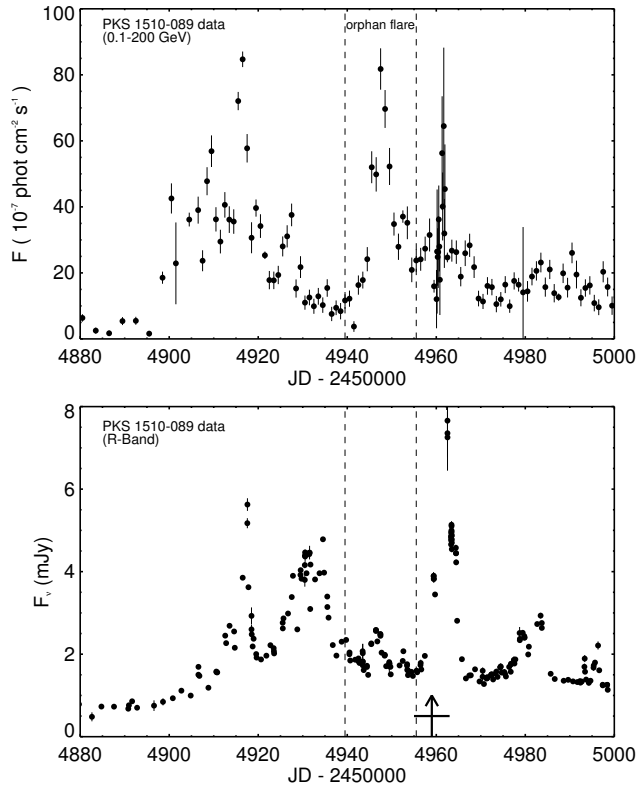 PKS 1510-089 data
(0.1-200 GeV)
orphan flare
100
80
60
40
20
0
F ( 10⁻⁷ phot cm⁻² s⁻¹)
4880 4900 4920 4940 4960 4980 5000
JD - 2450000
PKS 1510-089 data
(R-Band)
8
6
4
2
0
Fν (mJy)
4880 4900 4920 4940 4960 4980 5000
JD - 2450000